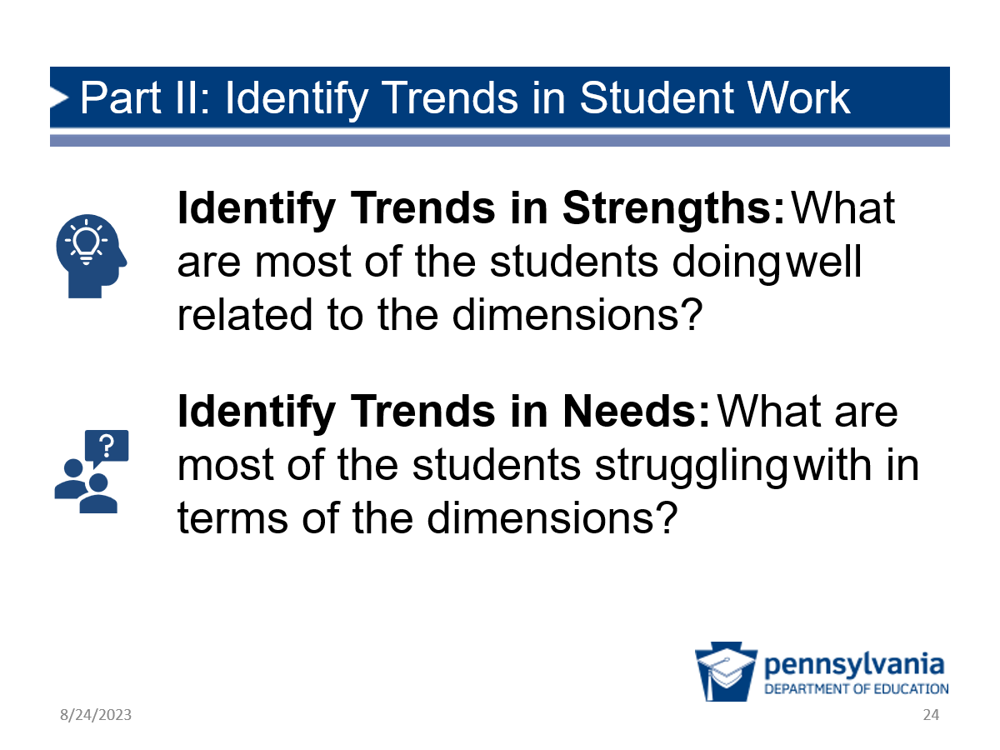 Part II: Identify Trends in Student Work
Identify Trends in Strengths: What
are most of the students doing well
related to the dimensions?
Identify Trends in Needs: What are
most of the students struggling with in
terms of the dimensions?
?
pennsylvania
DEPARTMENT OF EDUCATION
8/24/2023
24